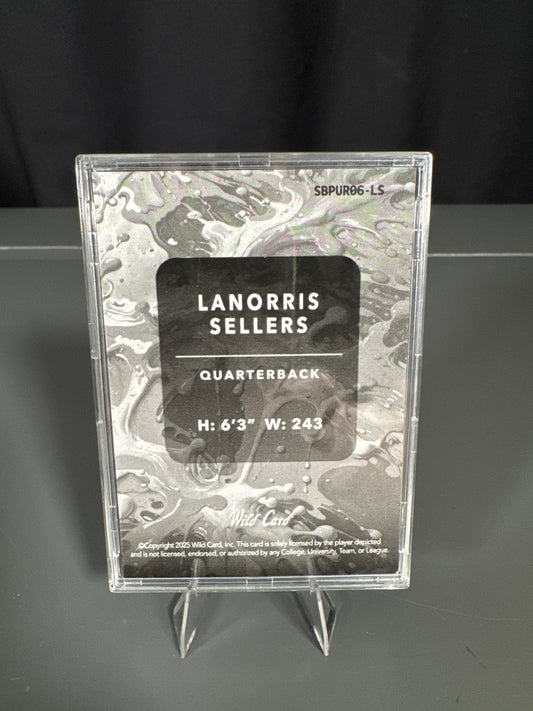 SBPUR06-LS
LANORRIS
SELLERS
QUARTERBACK
H: 6'3" W: 243
Wild Card
©Copyright 2025 Wild Card, Inc. This card is solely licensed by the player depicted
and is not licensed, endorsed, or authorized by any College, University, Team, or League.